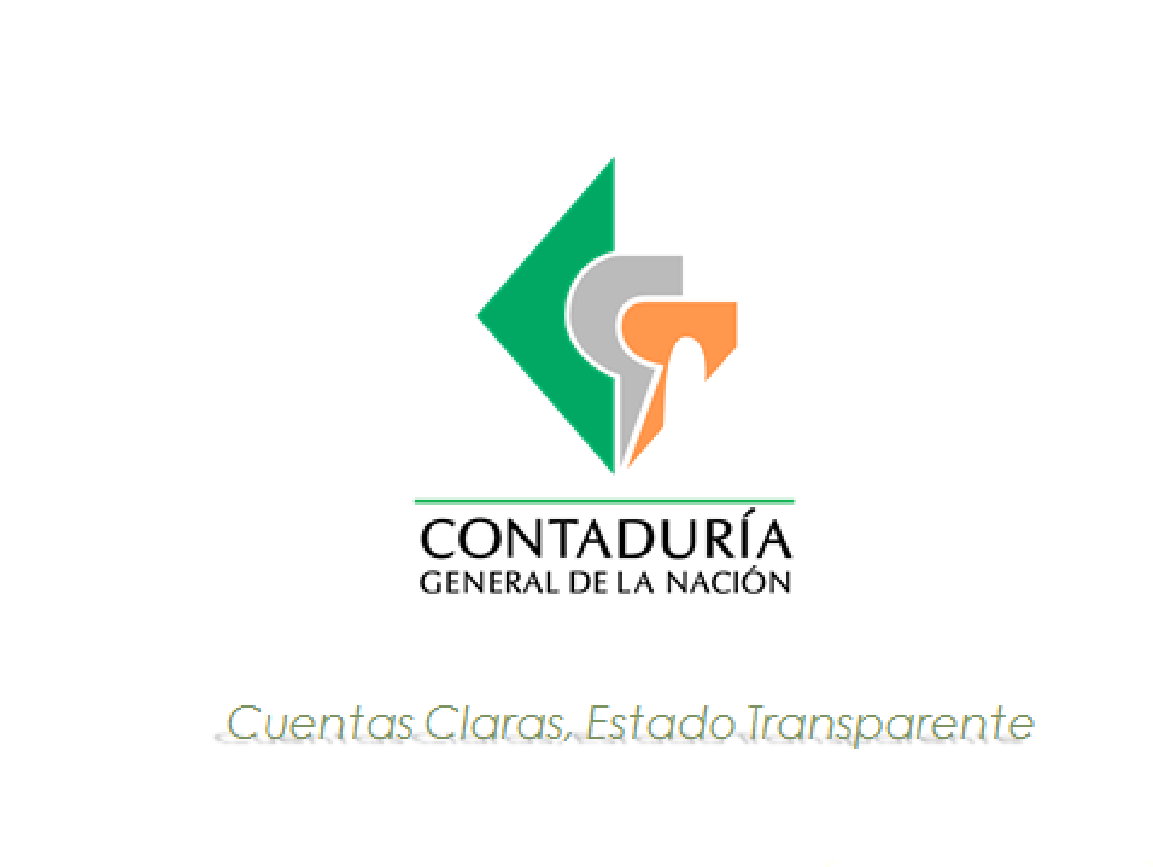 CONTADURÍA
GENERAL DE LA NACIÓN
Cuentas Claras, Estado Transparente